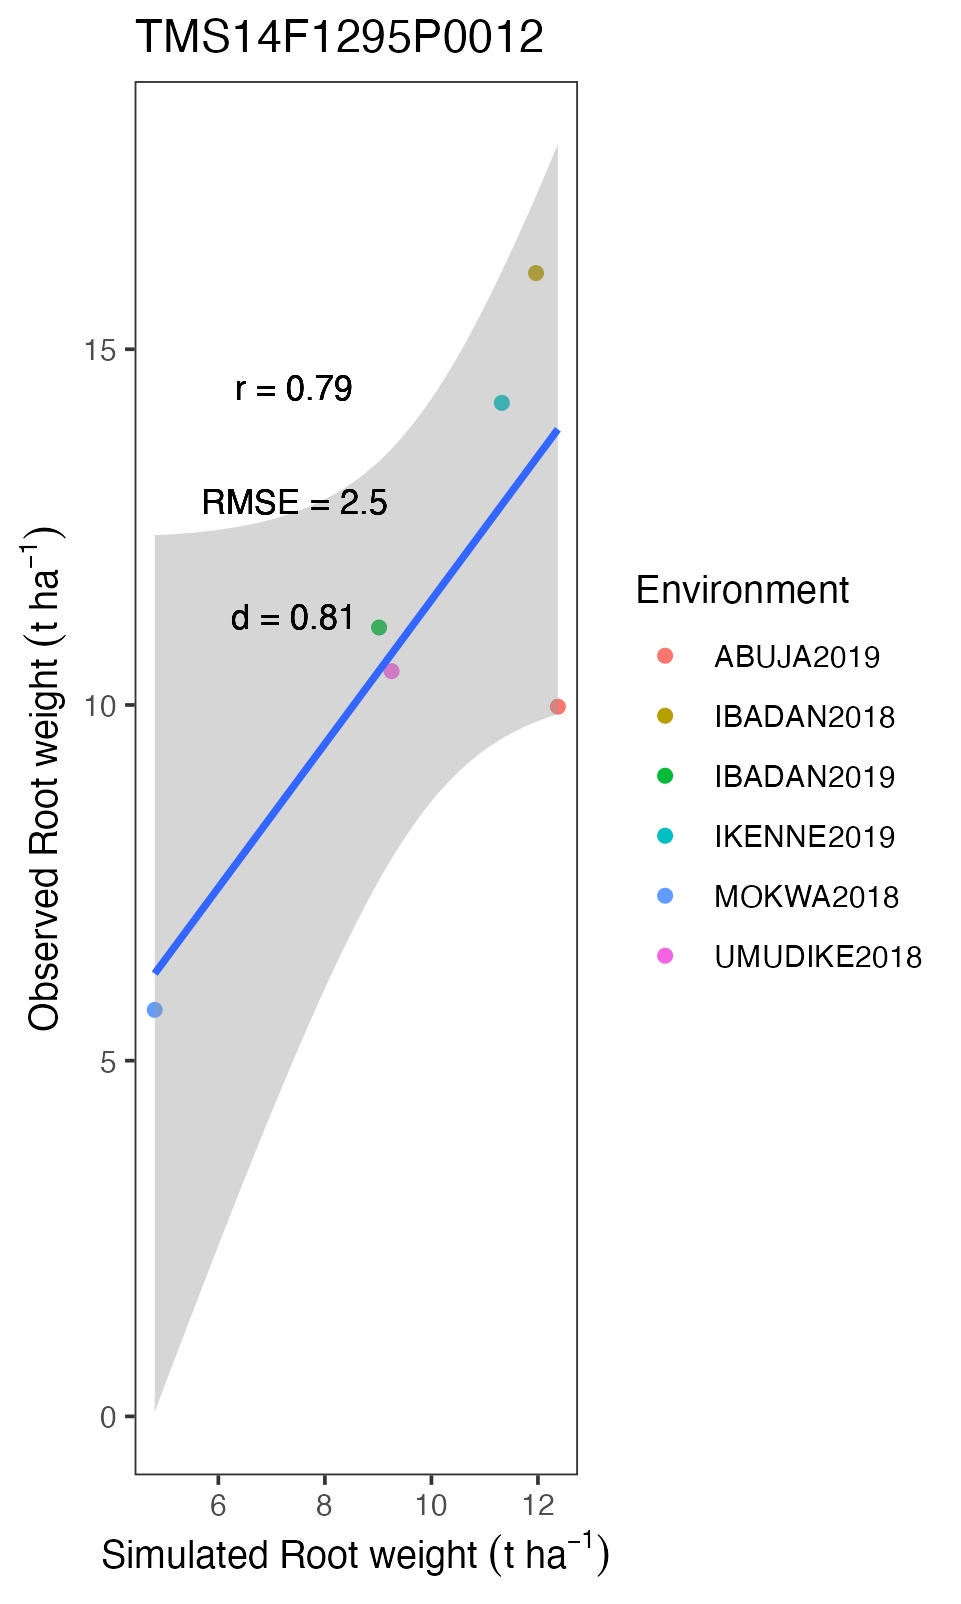 TMS14F1295P0012
15
10
5
0
r = 0.79
RMSE = 2.5
d = 0.81
6 8 10 12
Simulated Root weight (t ha⁻¹)
Observed Root weight (t ha⁻¹)
Environment
ABUJA2019
IBADAN2018
IBADAN2019
IKENNE2019
MOKWA2018
UMUDIKE2018